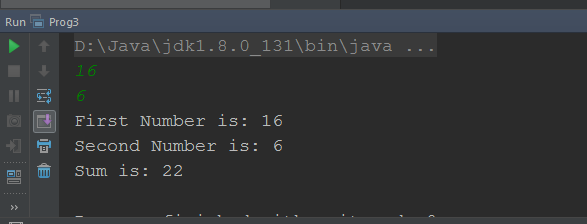 Run Prog3
D:\Java\jdk1.8.0_131\bin\java ...
16
6
First Number is: 16
Second Number is: 6
Sum is: 22